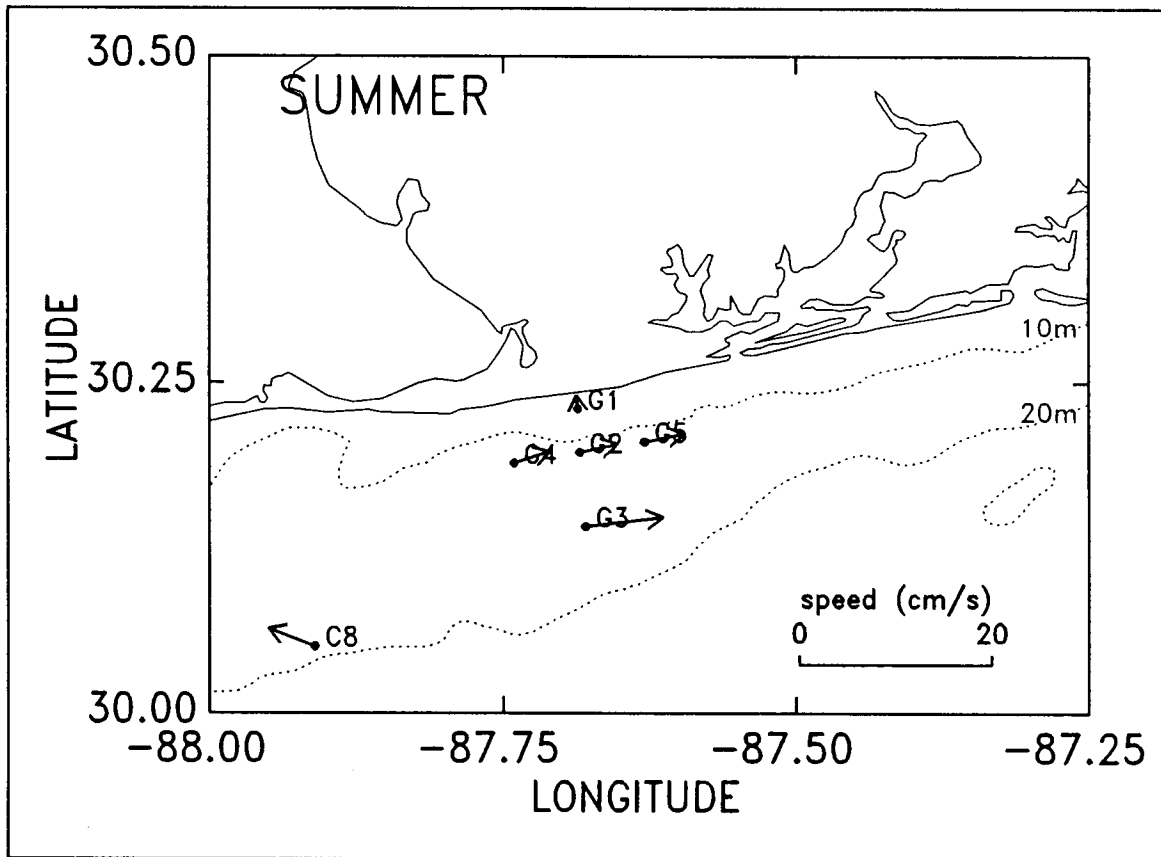 30.50
SUMMER
10m
30.25
G1
20m
G5
G2
G4
G3
LATITUDE
speed (cm/s)
0 20
C8
30.00
-88.00 -87.75 -87.50 -87.25
LONGITUDE